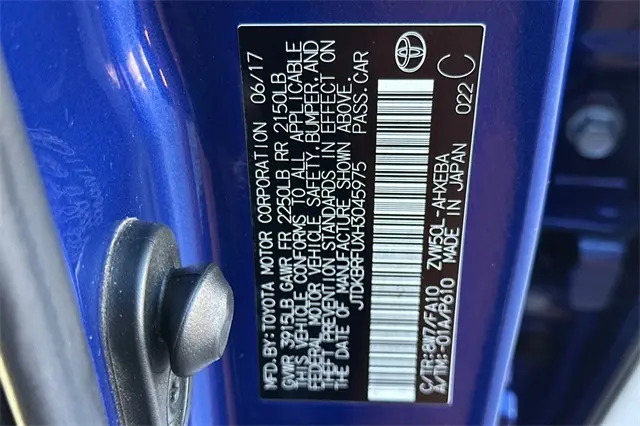 MFD.BY: TOYOTA MOTOR CORPORATION 06/17
GVWR 3915LB GAWR FR 2250LB RR 2150LB
THIS VEHICLE CONFORMS TO ALL APPLICABLE
FEDERAL MOTOR VEHICLE SAFETY, BUMPER, AND
THEFT PREVENTION STANDARDS IN EFFECT ON
THE DATE OF MANUFACTURE SHOWN ABOVE.
JTDKBRFUXH3045975 PASS.CAR
C/TR:8W7/FA10 ZVW50L-AHXEBA
A/TM:-01A/P610 MADE IN JAPAN
022
C